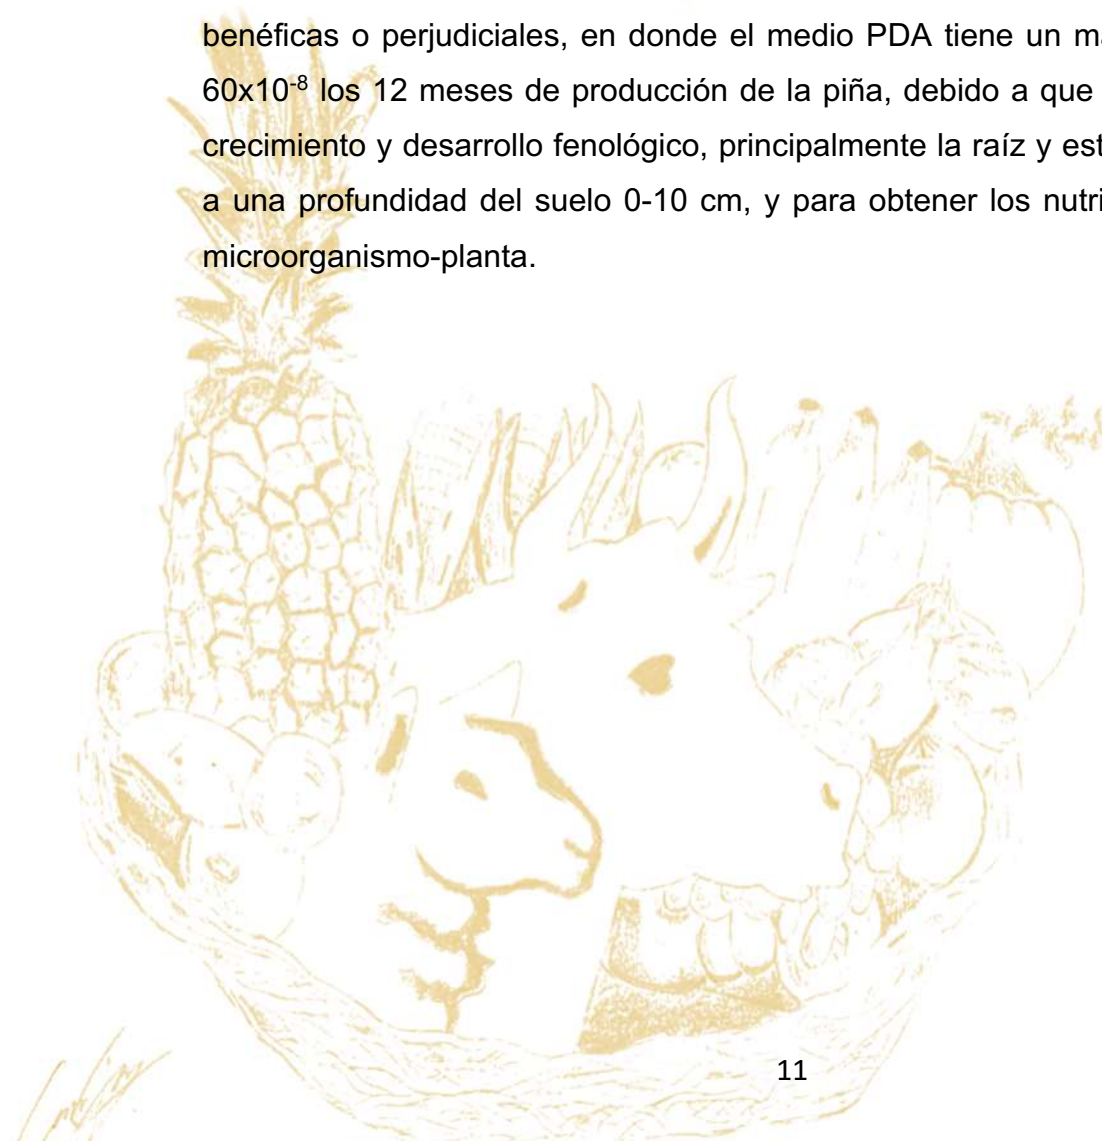 benéficas o perjudiciales, en donde el medio PDA tiene un
60x10⁻⁸ los 12 meses de producción de la piña, debido a que
crecimiento y desarrollo fenológico, principalmente la raíz y
a una profundidad del suelo 0-10 cm, y para obtener los
microorganismo-planta.
11